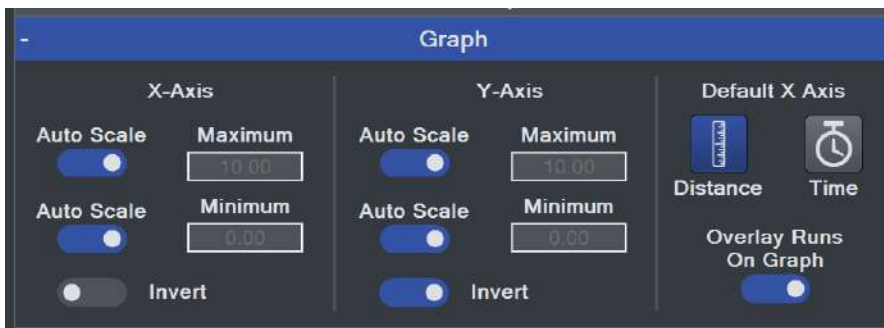 - Graph
X-Axis Y-Axis Default X Axis
Auto Scale Maximum Auto Scale Maximum
10.00 10.00
Distance Time
Auto Scale Minimum Auto Scale Minimum
0.00 0.00
Overlay Runs
On Graph
Invert Invert